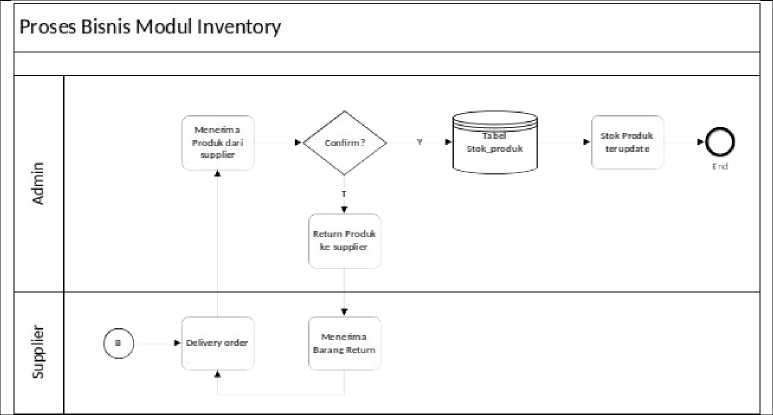 Proses Bisnis Modul Inventory
Admin
Menerima
Produk dari
supplier
Confirm?
Y
Tabel
Stok_produk
Stok Produk
terupdate
End
T
Return Produk
ke supplier
Supplier
B
Delivery order
Menerima
Barang Return